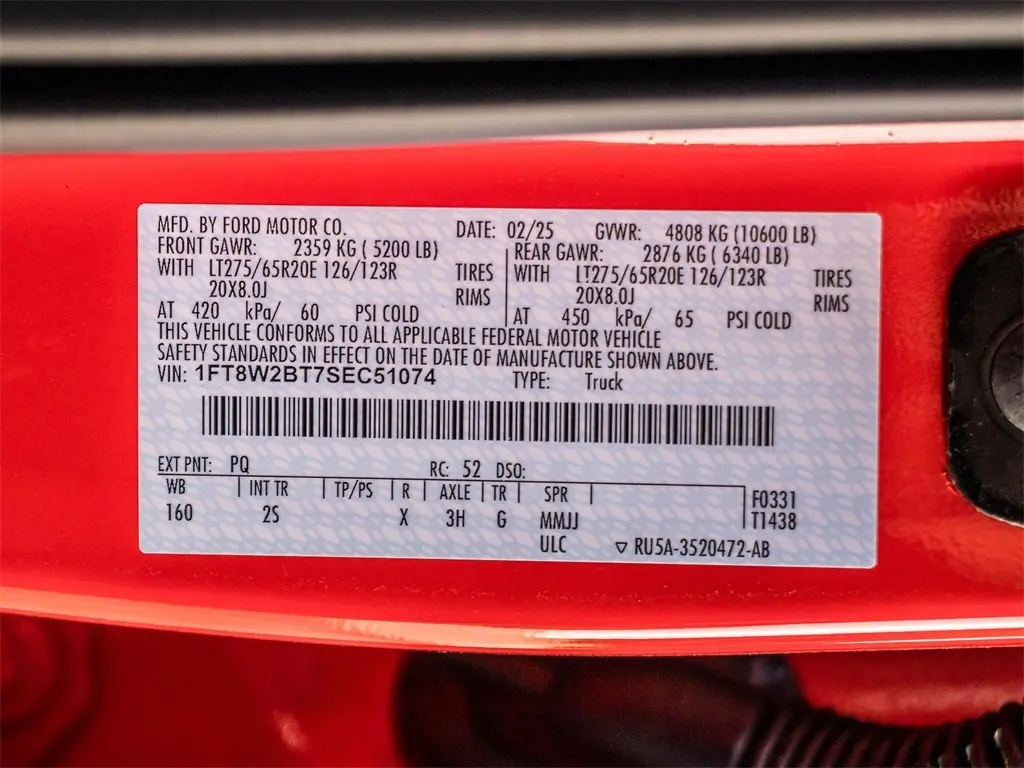 MFD. BY FORD MOTOR CO. DATE: 02/25 GVWR: 4808 KG (10600 LB)
FRONT GAWR: 2359 KG ( 5200 LB) REAR GAWR: 2876 KG ( 6340 LB)
WITH LT275/65R20E 126/123R TIRES WITH LT275/65R20E 126/123R TIRES
20X8.0J RIMS 20X8.0J RIMS
AT 420 kPa/ 60 PSI COLD AT 450 kPa/ 65 PSI COLD
THIS VEHICLE CONFORMS TO ALL APPLICABLE FEDERAL MOTOR VEHICLE
SAFETY STANDARDS IN EFFECT ON THE DATE OF MANUFACTURE SHOWN ABOVE.
VIN: 1FT8W2BT7SEC51074 TYPE: Truck
EXT PNT: PQ RC: 52 DSO:
WB INT TR TP/PS R AXLE TR SPR F0331
160 2S X 3H G MMJJ T1438
ULC ▽ RU5A-3520472-AB